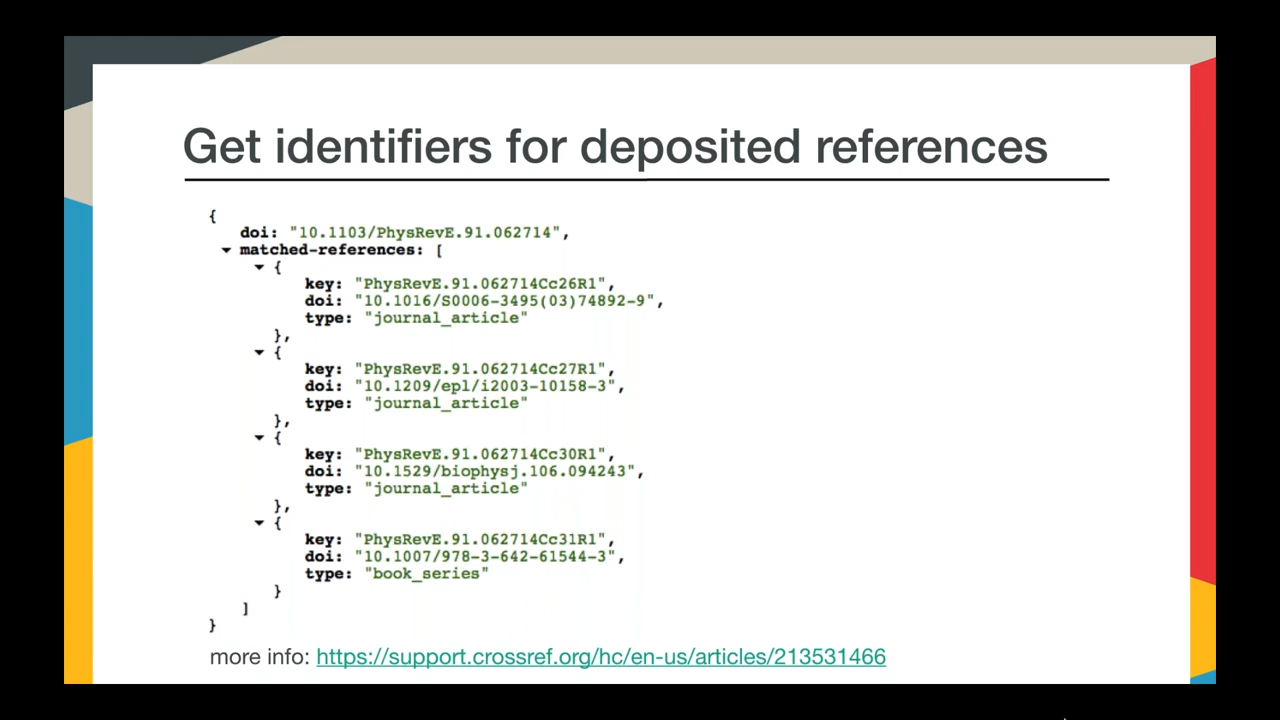 Get identifiers for deposited references
{
doi: "10.1103/PhysRevE.91.062714",
matched-references: [
{
key: "PhysRevE.91.062714Cc26R1",
doi: "10.1016/S0006-3495(03)74892-9",
type: "journal_article"
},
{
key: "PhysRevE.91.062714Cc27R1",
doi: "10.1209/epl/i2003-10158-3",
type: "journal_article"
},
{
key: "PhysRevE.91.062714Cc30R1",
doi: "10.1529/biophysj.106.094243",
type: "journal_article"
},
{
key: "PhysRevE.91.062714Cc31R1",
doi: "10.1007/978-3-642-61544-3",
type: "book_series"
}
]
}
more info: https://support.crossref.org/hc/en-us/articles/213531466